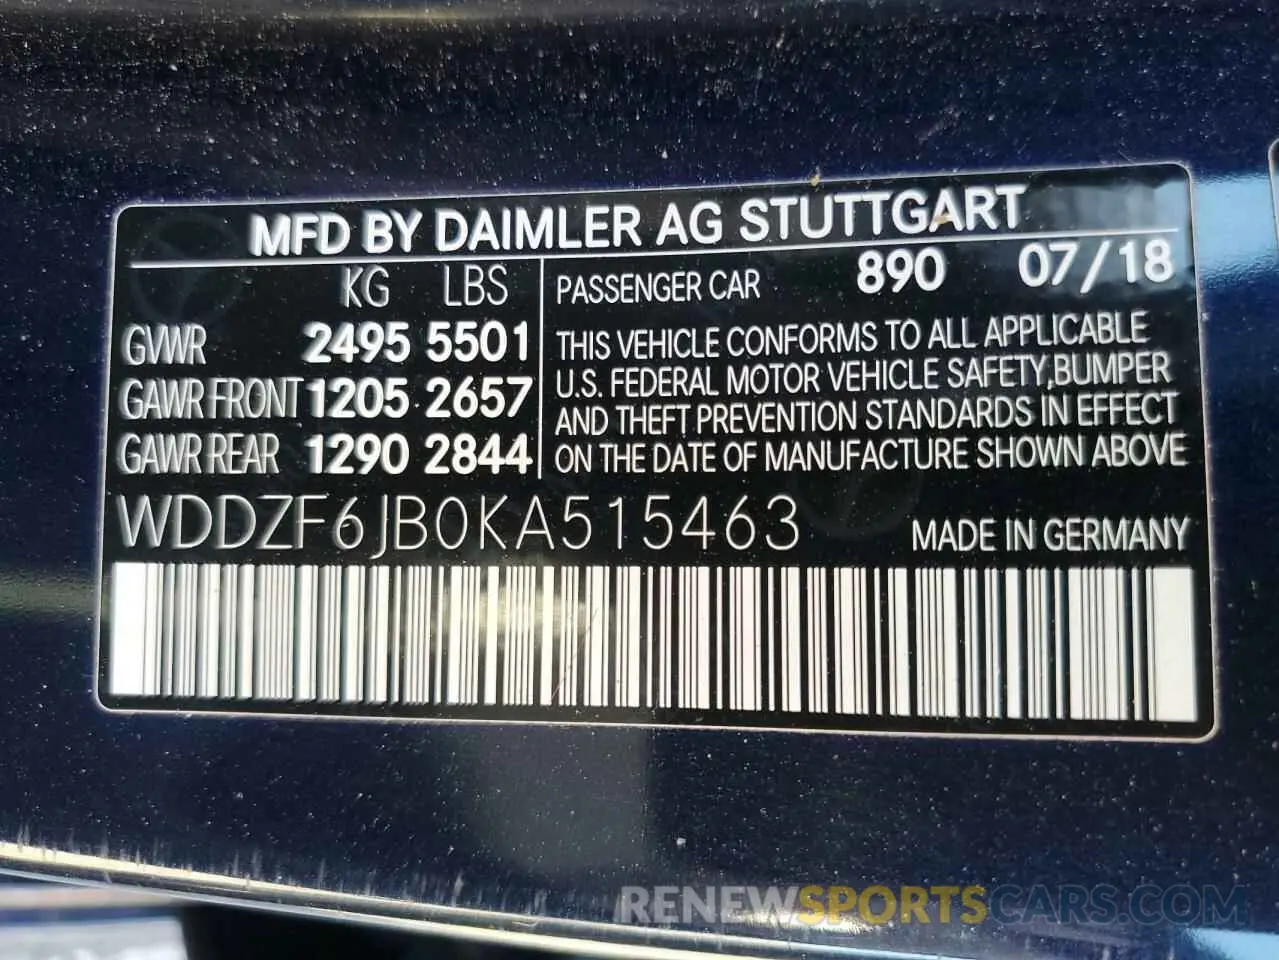 MFD BY DAIMLER AG STUTTGART
KG LBS
GVWR 2495 5501
GAWR FRONT 1205 2657
GAWR REAR 1290 2844
PASSENGER CAR 890 07/18
THIS VEHICLE CONFORMS TO ALL APPLICABLE
U.S. FEDERAL MOTOR VEHICLE SAFETY,BUMPER
AND THEFT PREVENTION STANDARDS IN EFFECT
ON THE DATE OF MANUFACTURE SHOWN ABOVE
WDDZF6JB0KA515463 MADE IN GERMANY
RENEWSPORTSCARS.COM